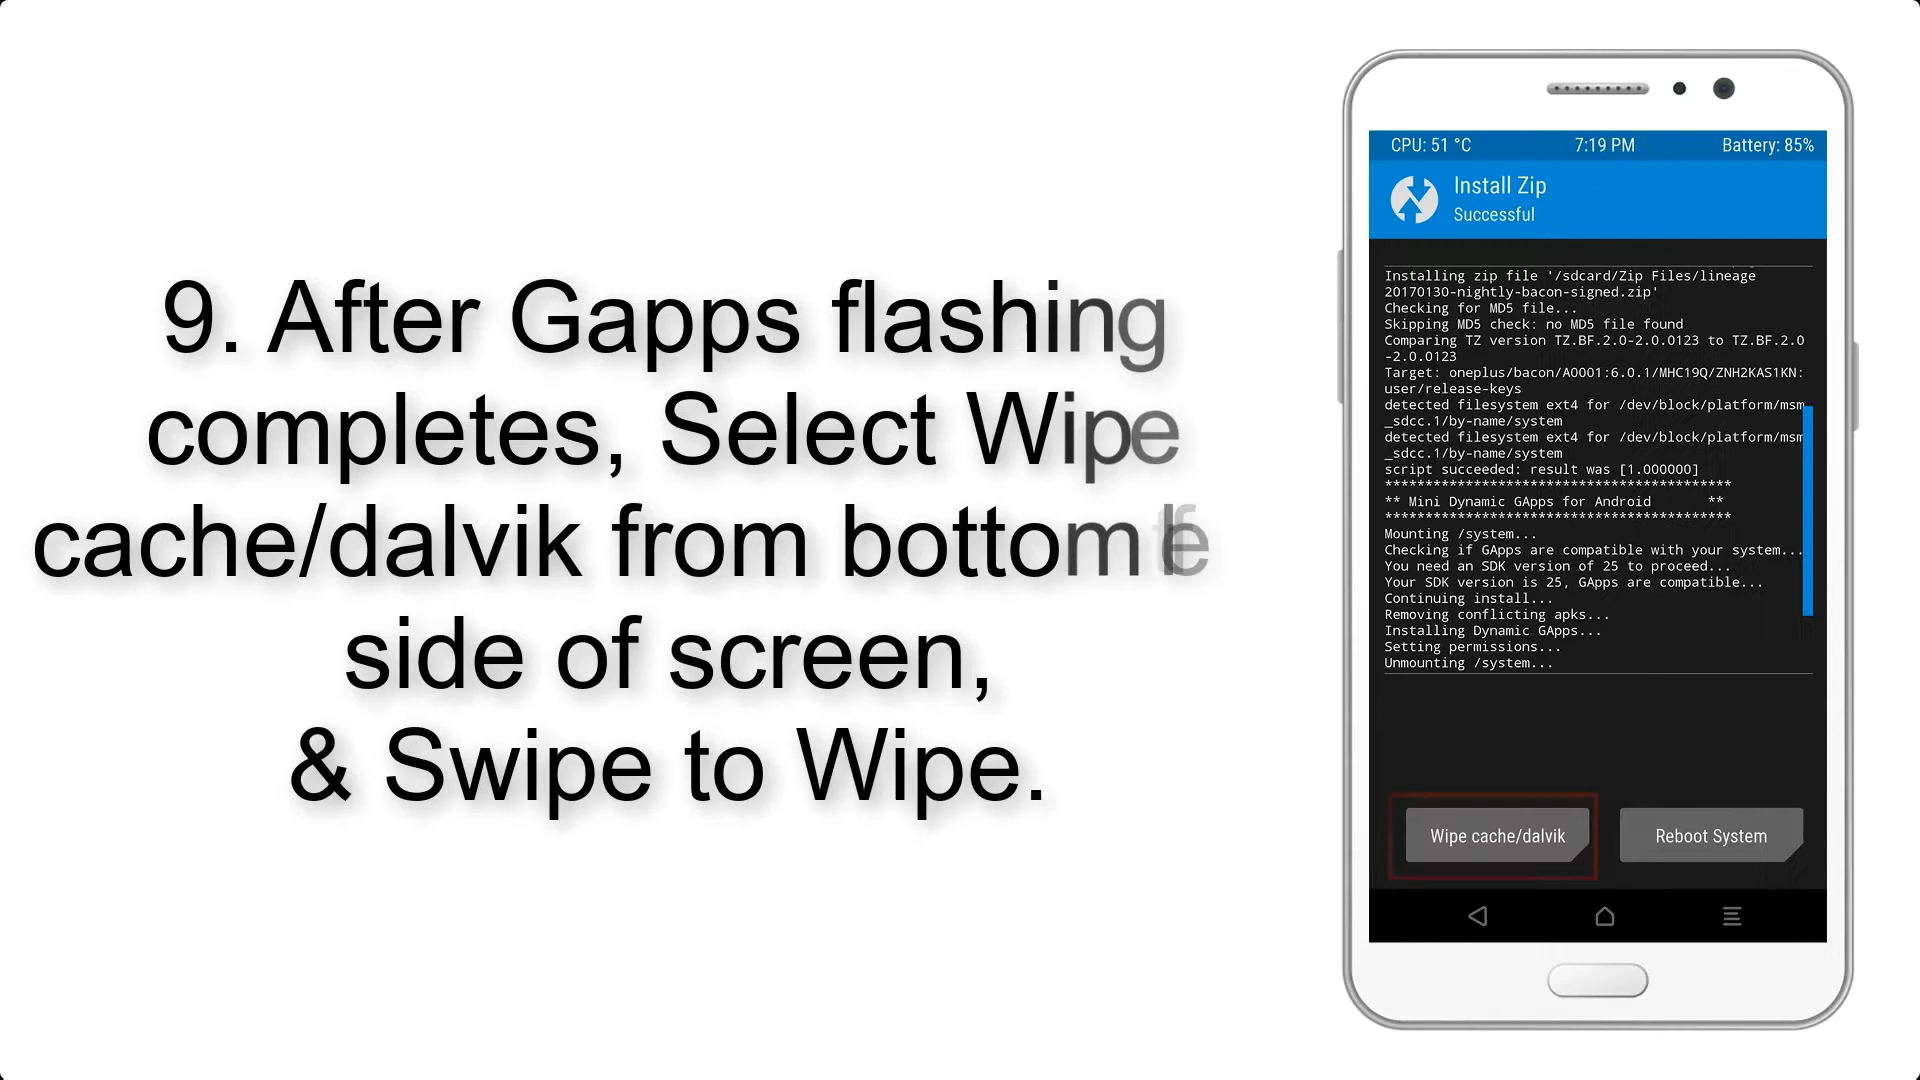 9. After Gapps flashing
completes, Select Wipe
cache/dalvik from bottom
side of screen,
& Swipe to Wipe.
CPU: 51 °C 7:19 PM Battery: 85%
Install Zip
Successful
Installing zip file '/sdcard/Zip Files/lineage
20170130-nightly-bacon-signed.zip'
Checking for MD5 file...
Skipping MD5 check: no MD5 file found
Comparing TZ version TZ.BF.2.0-2.0.0123 to TZ.BF.2.0
-2.0.0123
Target: oneplus/bacon/A0001:6.0.1/MHC19Q/ZNH2KAS1KN:
user/release-keys
detected filesystem ext4 for /dev/block/platform/msm
_sdcc.1/by-name/system
detected filesystem ext4 for /dev/block/platform/msm
_sdcc.1/by-name/system
script succeeded: result was [1.000000]
******************************************
** Mini Dynamic GApps for Android **
******************************************
Mounting /system...
Checking if GApps are compatible with your system...
You need an SDK version of 25 to proceed...
Your SDK version is 25, GApps are compatible...
Continuing install...
Removing conflicting apks...
Installing Dynamic GApps...
Setting permissions...
Unmounting /system...
Wipe cache/dalvik Reboot System